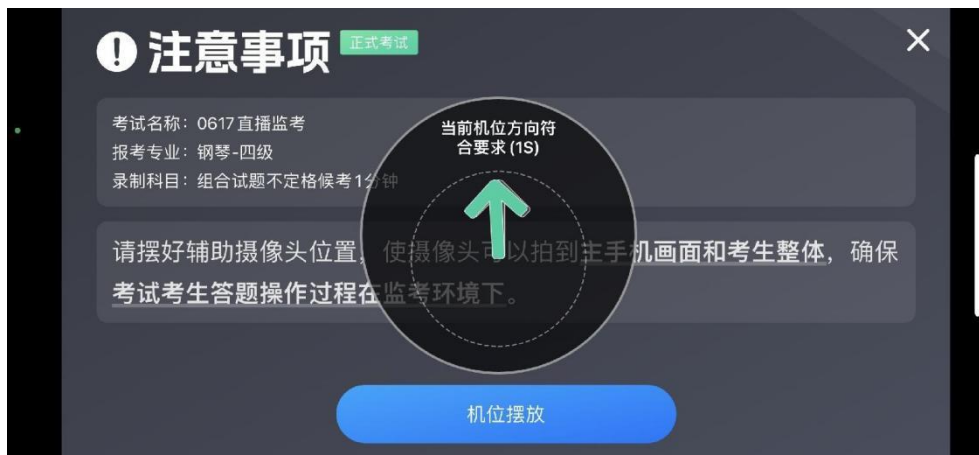 注意事项 正式考试
考试名称：0617直播监考
报考专业：钢琴-四级
录制科目：组合试题不定格候考1分钟
当前机位方向符
合要求(1S)
请摆好辅助摄像头位置，使摄像头可以拍到主手机画面和考生整体，确保
考试考生答题操作过程在监考环境下。
机位摆放